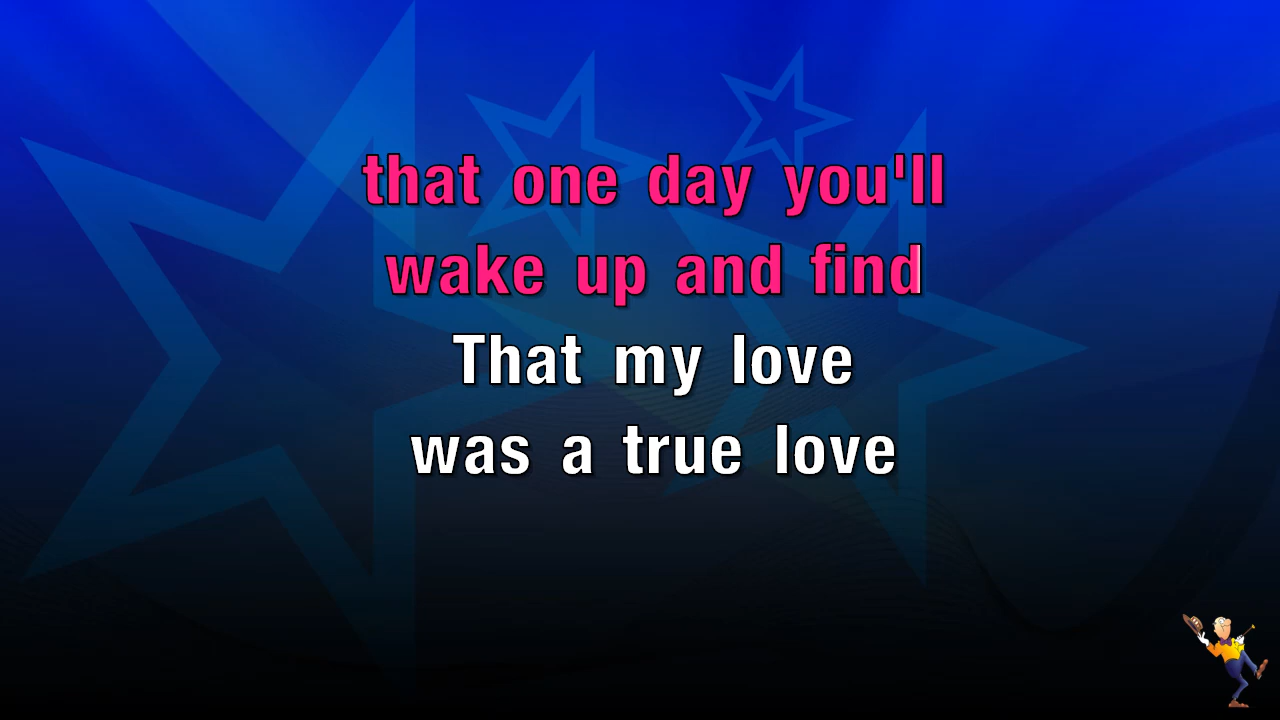 that one day you'll
wake up and find
That my love
was a true love